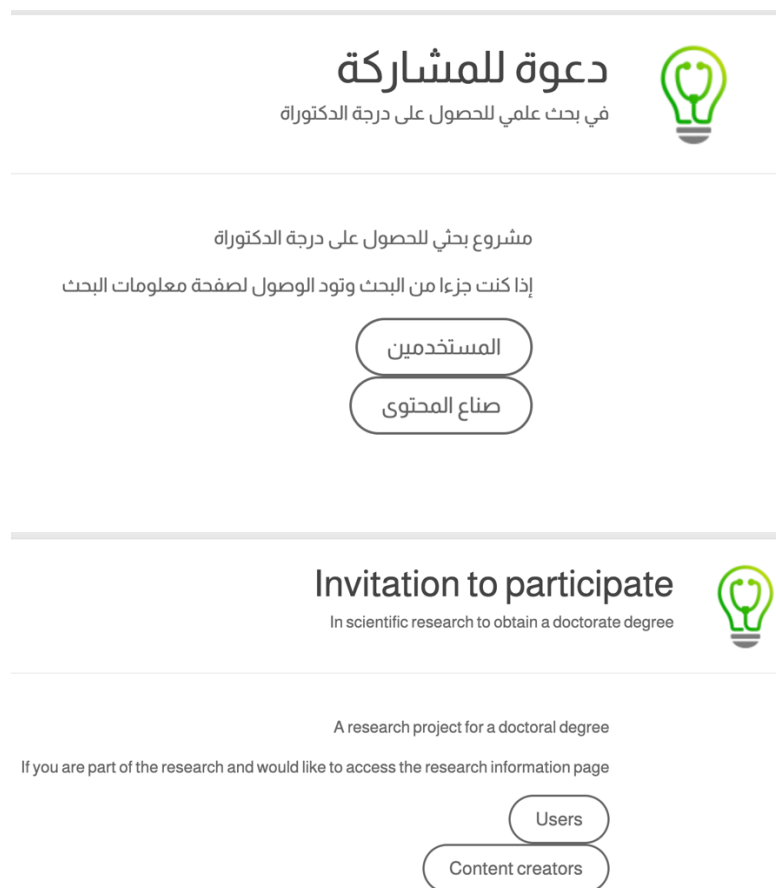 دعوة للمشاركة
في بحث علمي للحصول على درجة الدكتوراة
مشروع بحثي للحصول على درجة الدكتوراة
إذا كنت جزءا من البحث وتود الوصول لصفحة معلومات البحث
المستخدمين
صناع المحتوى
Invitation to participate
In scientific research to obtain a doctorate degree
A research project for a doctoral degree
If you are part of the research and would like to access the research information page
Users
Content creators